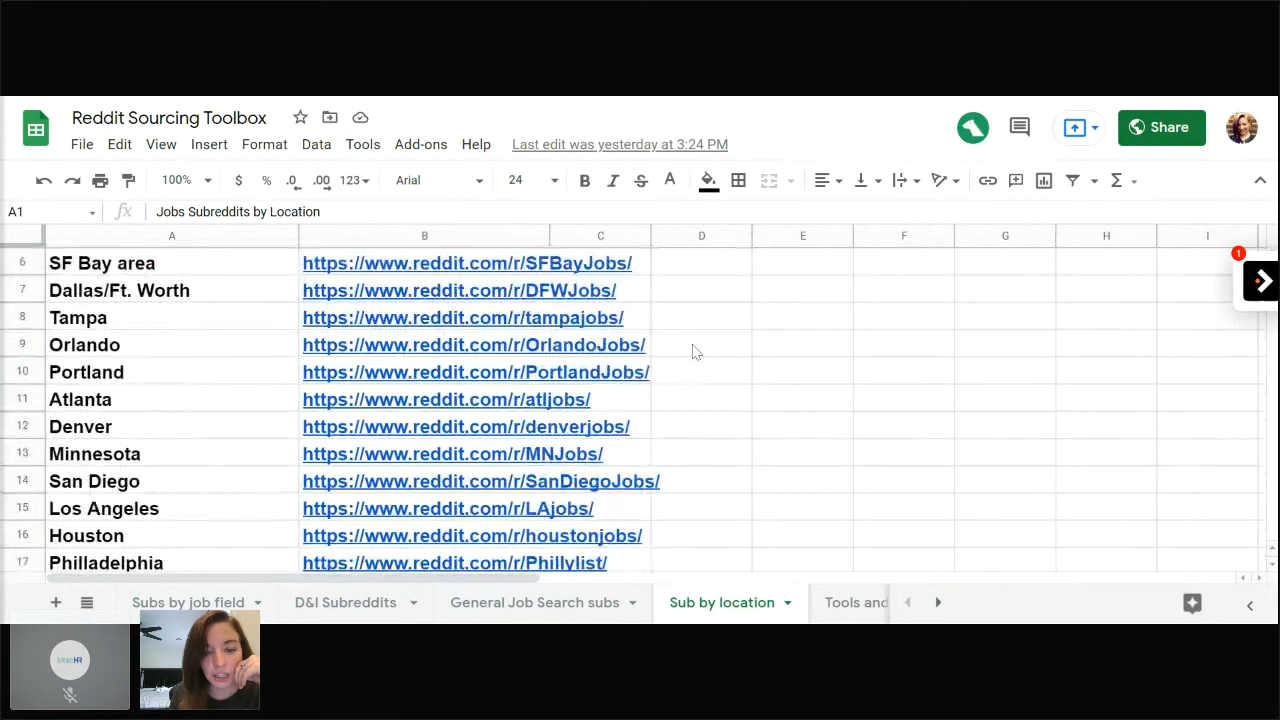 Reddit Sourcing Toolbox
File Edit View Insert Format Data Tools Add-ons Help Last edit was yesterday at 3:24 PM
Share
100% $ % .0 .00 123 Arial 24 B I S A
A1 fx Jobs Subreddits by Location
A B C D E F G H I
6 SF Bay area https://www.reddit.com/r/SFBayJobs/
7 Dallas/Ft. Worth https://www.reddit.com/r/DFWJobs/
8 Tampa https://www.reddit.com/r/tampajobs/
9 Orlando https://www.reddit.com/r/OrlandoJobs/
10 Portland https://www.reddit.com/r/PortlandJobs/
11 Atlanta https://www.reddit.com/r/atljobs/
12 Denver https://www.reddit.com/r/denverjobs/
13 Minnesota https://www.reddit.com/r/MNJobs/
14 San Diego https://www.reddit.com/r/SanDiegoJobs/
15 Los Angeles https://www.reddit.com/r/LAjobs/
16 Houston https://www.reddit.com/r/houstonjobs/
17 Philladelphia https://www.reddit.com/r/Phillylist/
1
Subs by job field D&I Subreddits General Job Search subs Sub by location Tools and